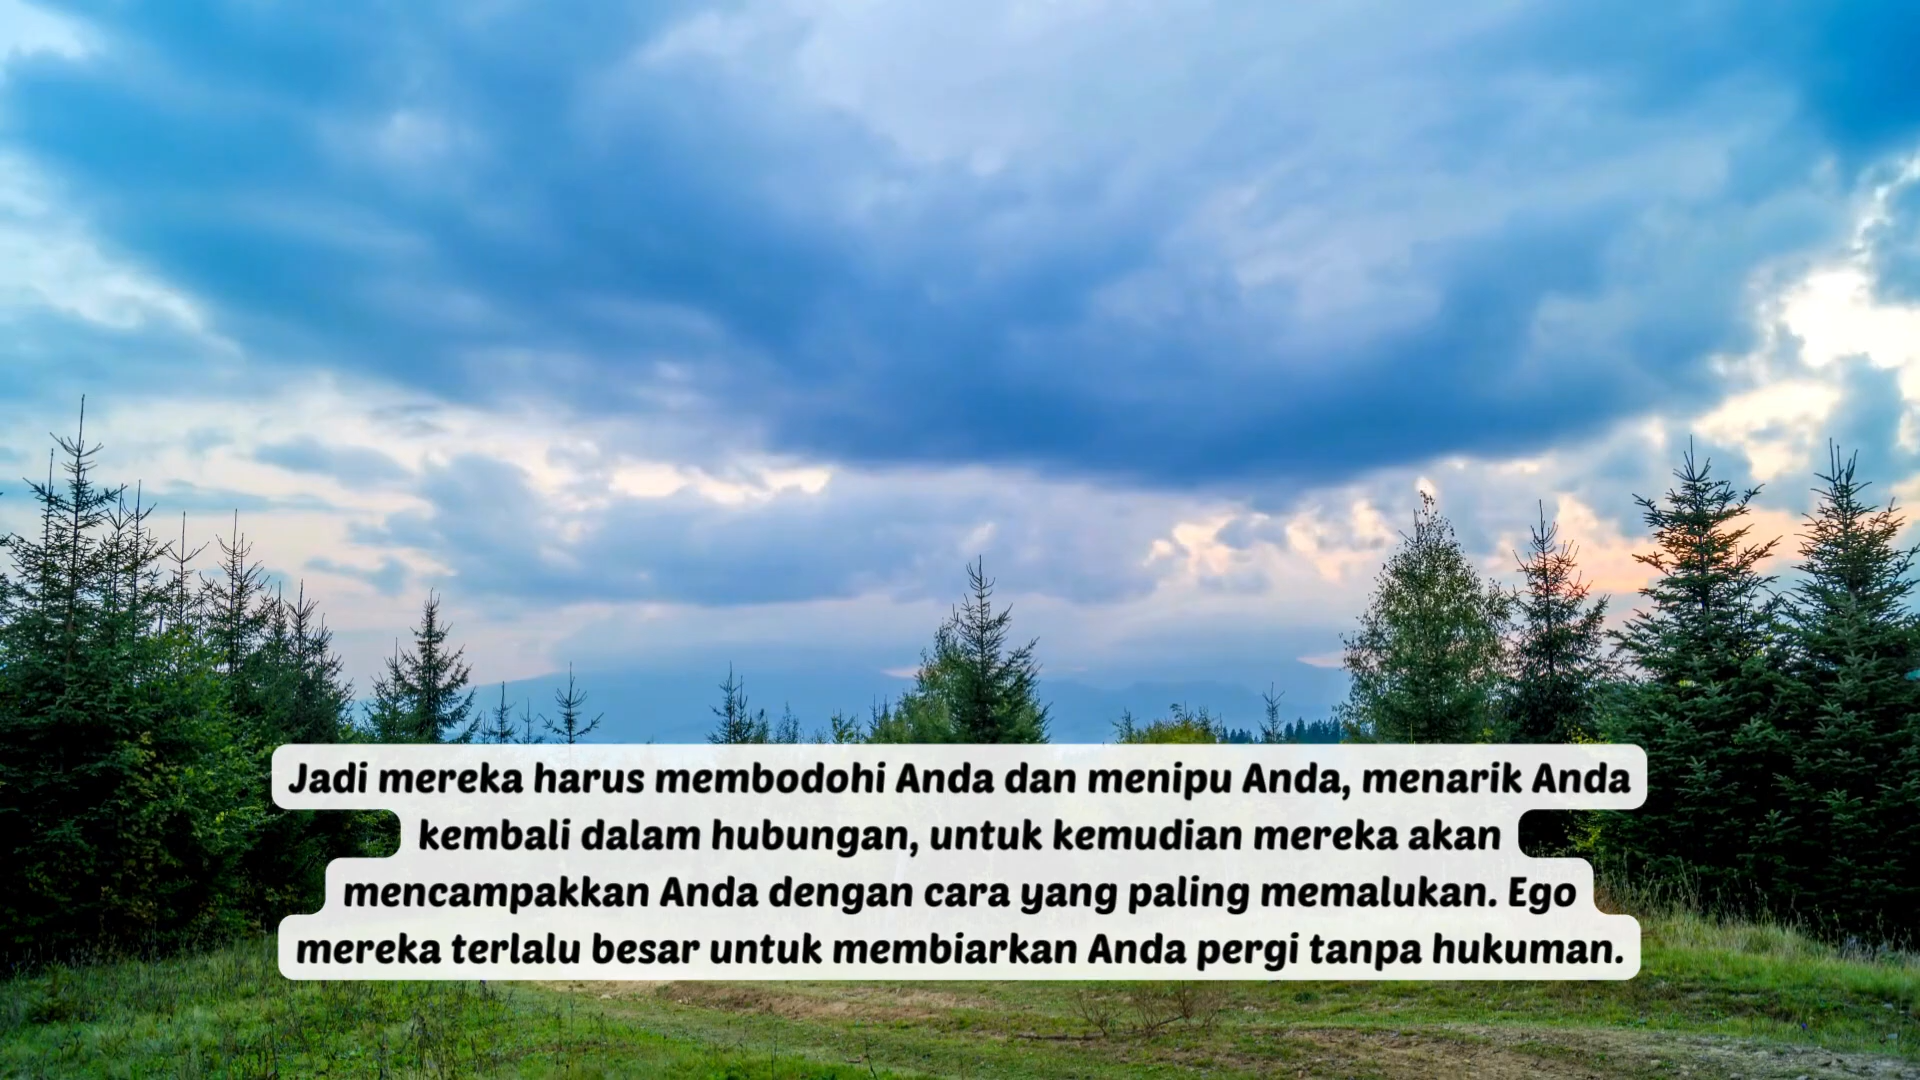 Jadi mereka harus membodohi Anda dan menipu Anda, menarik Anda
kembali dalam hubungan, untuk kemudian mereka akan
mencampakkan Anda dengan cara yang paling memalukan. Ego
mereka terlalu besar untuk membiarkan Anda pergi tanpa hukuman.